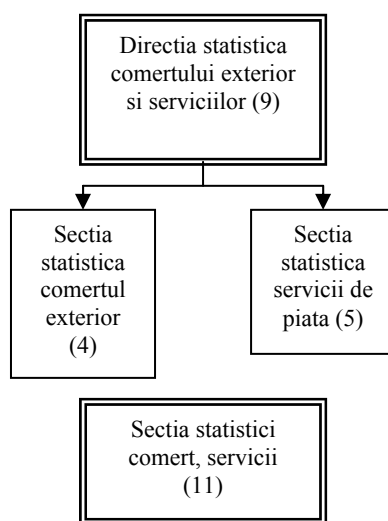 Directia statistica
comertului exterior
si serviciilor (9)
Sectia
statistica
comertul
exterior
(4)
Sectia
statistica
servicii de
piata (5)
Sectia statistici
comert, servicii
(11)